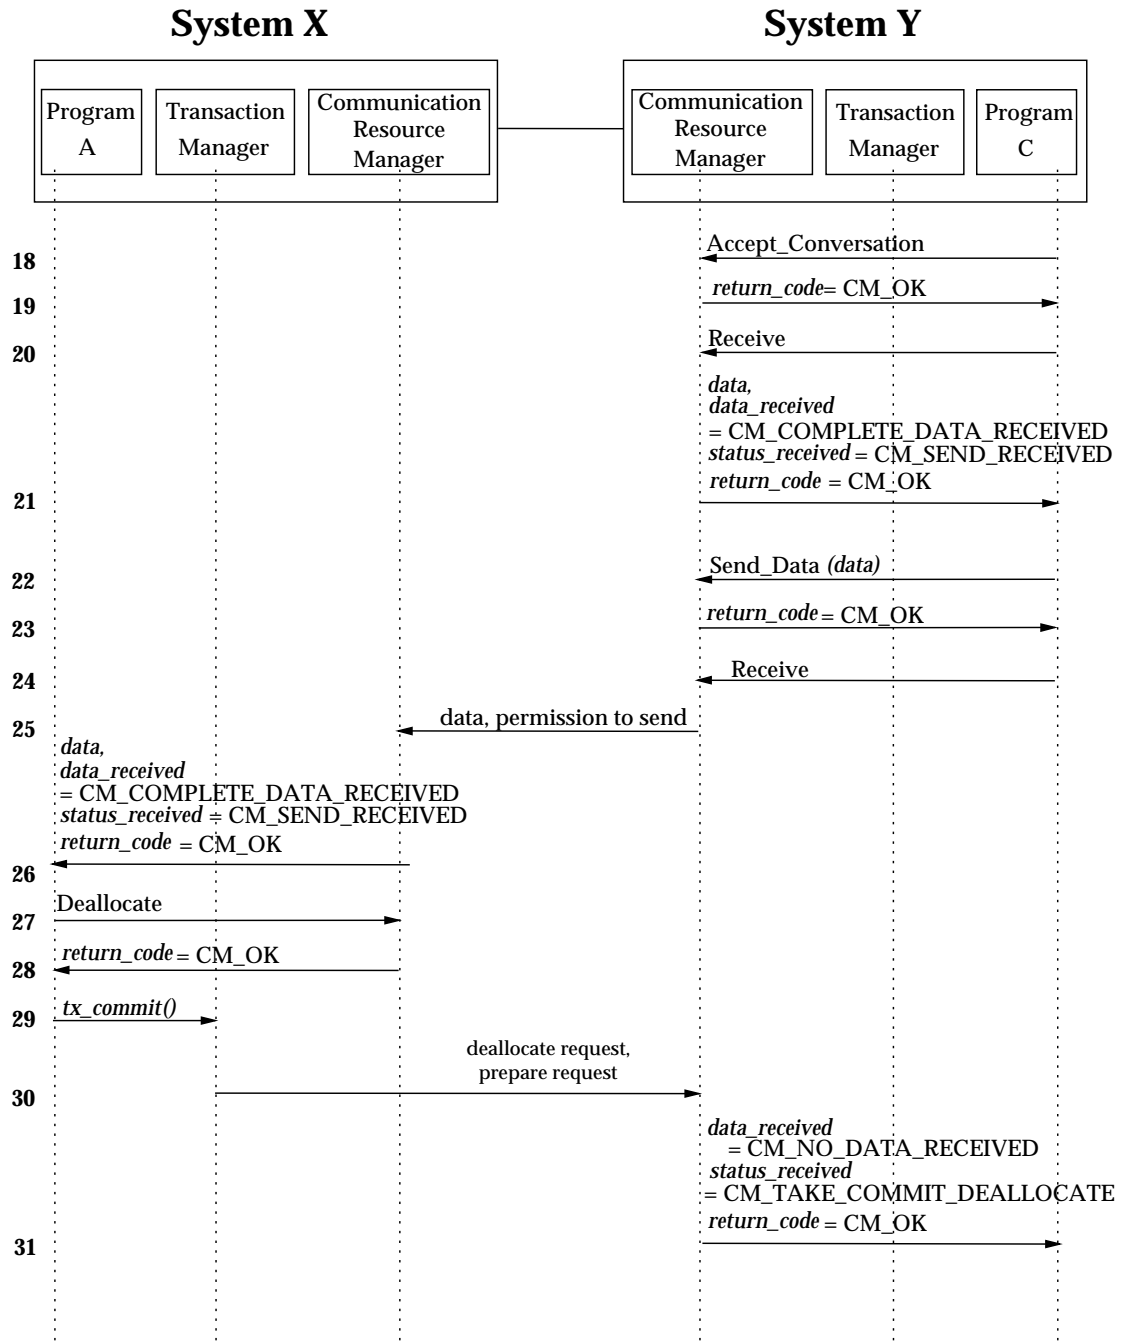 System X
System Y
Program
A
Transaction
Manager
Communication
Resource
Manager
Communication
Resource
Manager
Transaction
Manager
Program
C
18
Accept_Conversation
19
return_code= CM_OK
20
Receive
data,
data_received
= CM_COMPLETE_DATA_RECEIVED
status_received = CM_SEND_RECEIVED
return_code = CM_OK
21
22
Send_Data (data)
23
return_code= CM_OK
24
Receive
25
data, permission to send
data,
data_received
= CM_COMPLETE_DATA_RECEIVED
status_received = CM_SEND_RECEIVED
return_code = CM_OK
26
Deallocate
27
return_code = CM_OK
28
tx_commit()
29
deallocate request,
prepare request
30
data_received
= CM_NO_DATA_RECEIVED
status_received
= CM_TAKE_COMMIT_DEALLOCATE
return_code = CM_OK
31